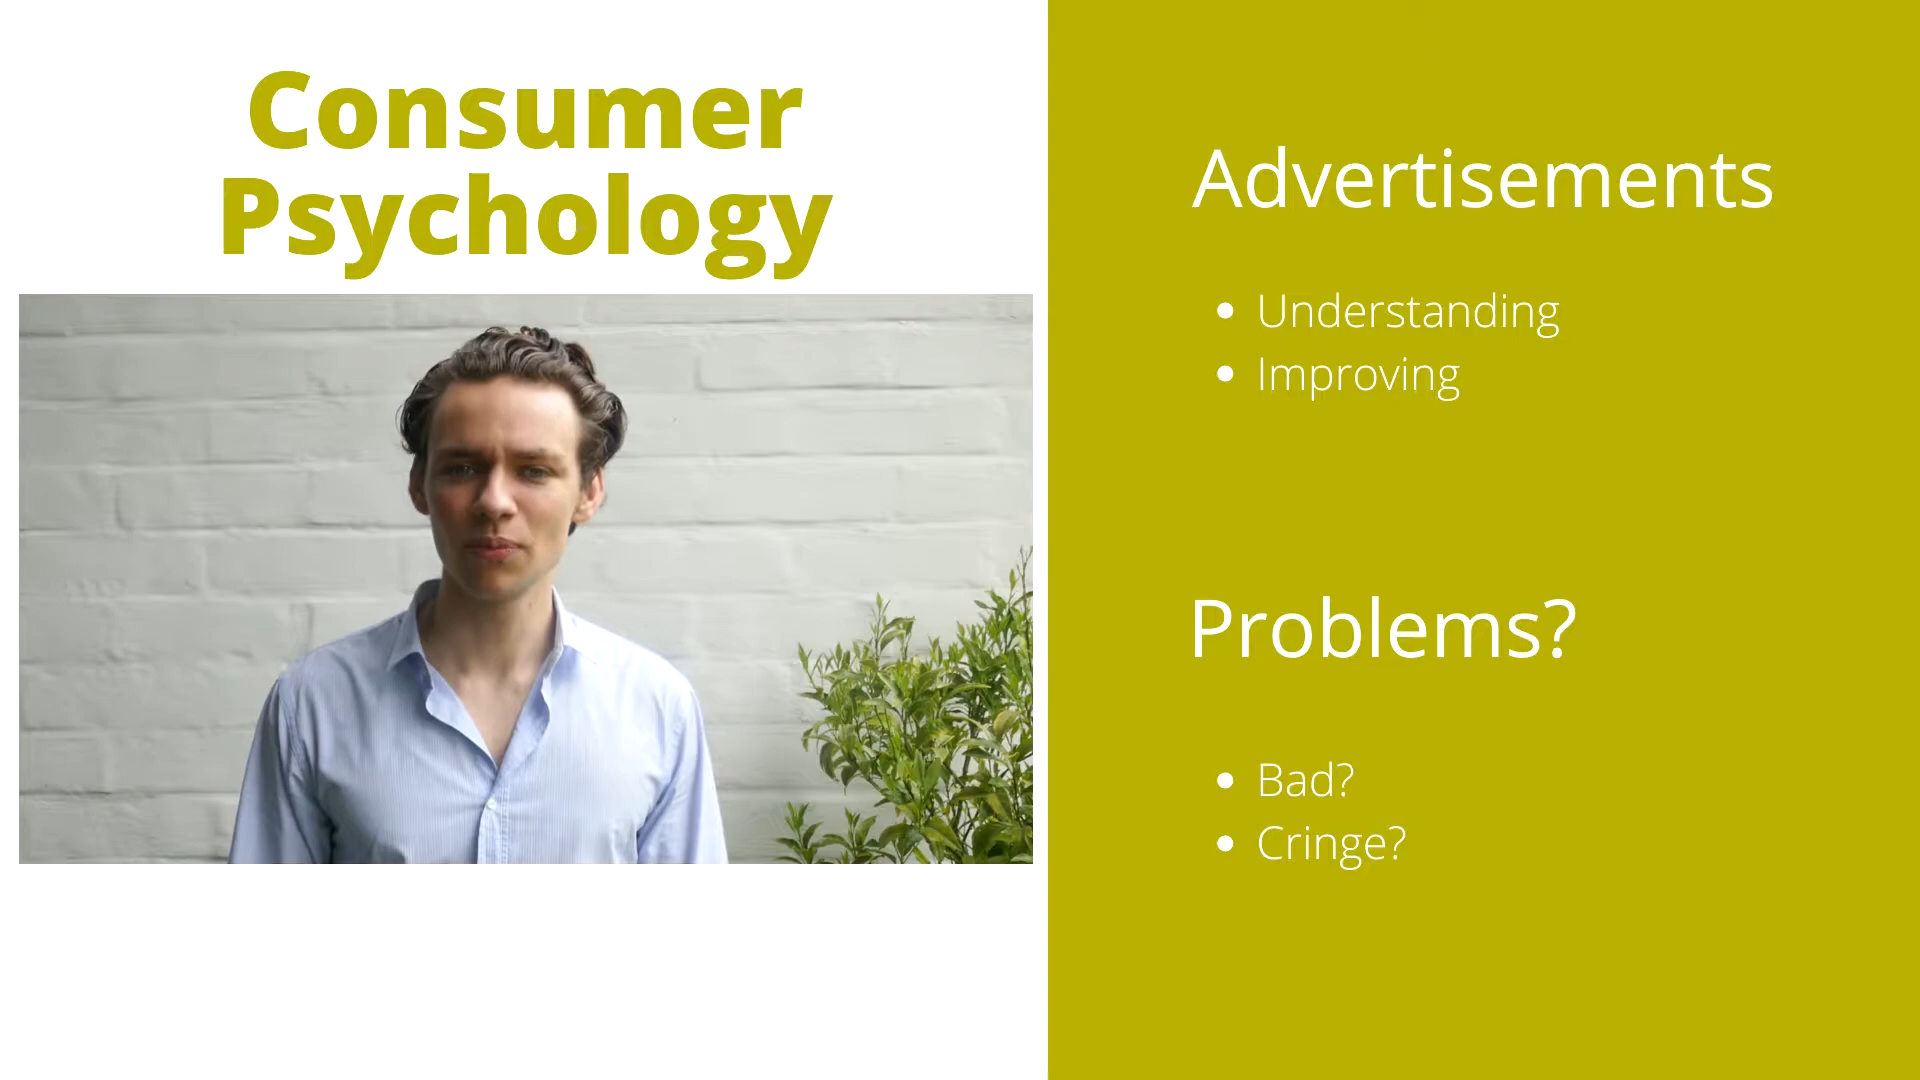 Consumer
Psychology
Advertisements
Understanding
Improving
Problems?
Bad?
Cringe?